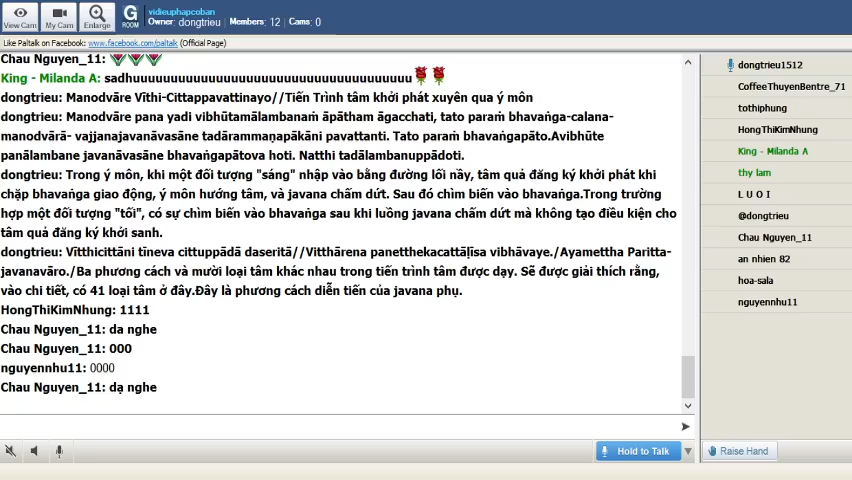 View Cam
My Cam
Enlarge
G
ROOM
vidieuphapcoban
Owner: dongtrieu Members: 12 Cams: 0
Like Paltalk on Facebook: www.facebook.com/paltalk (Official Page)
Chau Nguyen_11:
King - Milanda A: sadhuuuuuuuuuuuuuuuuuuuuuuuuuuuuuuuuuuuuu
dongtrieu: Manodvāre Vīthi-Cittappavattinayo//Tiến Trình tâm khởi phát xuyên qua ý môn
dongtrieu: Manodvāre pana yadi vibhūtamālambanaṁ āpātham āgacchati, tato paraṁ bhavaṅga-calana-
manodvārā- vajjanajavanāvasāne tadārammaṇapākāni pavattanti. Tato paraṁ bhavaṅgapāto.Avibhūte
panālambane javanāvasāne bhavaṅgapātova hoti. Natthi tadālambanuppādoti.
dongtrieu: Trong ý môn, khi một đối tượng "sáng" nhập vào bằng đường lối nầy, tâm quả đăng ký khởi phát khi
chặp bhavaṅga giao động, ý môn hướng tâm, và javana chấm dứt. Sau đó chìm biến vào bhavaṅga.Trong trường
hợp một đối tượng "tối", có sự chìm biến vào bhavaṅga sau khi luồng javana chấm dứt mà không tạo điều kiện cho
tâm quả đăng ký khởi sanh.
dongtrieu: Vītthicittāni tīneva cittuppādā daseritā//Vitthārena panetthekacattāḷīsa vibhāvaye./Ayamettha Paritta-
javanavāro./Ba phương cách và mười loại tâm khác nhau trong tiến trình tâm được dạy. Sẽ được giải thích rằng,
vào chi tiết, có 41 loại tâm ở đây.Đây là phương cách diễn tiến của javana phụ.
HongThiKimNhung: 1111
Chau Nguyen_11: da nghe
Chau Nguyen_11: 000
nguyennhu11: 0000
Chau Nguyen_11: dạ nghe
Hold to Talk
dongtrieu1512
CoffeeThuyenBentre_71
tothiphung
HongThiKimNhung
King - Milanda A
thy lam
L U O I
@dongtrieu
Chau Nguyen_11
an nhien 82
hoa-sala
nguyennhu11
Raise Hand